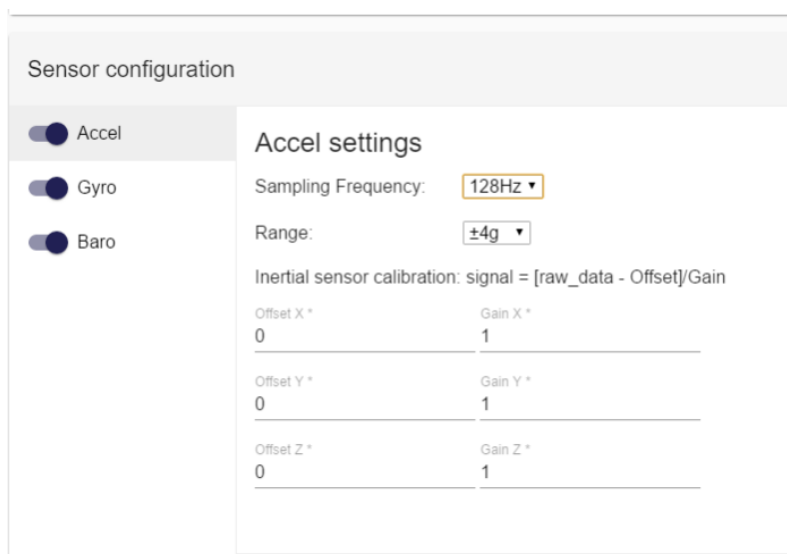 Sensor configuration
Accel
Gyro
Baro
Accel settings
Sampling Frequency: 128Hz
Range: ±4g
Inertial sensor calibration: signal = [raw_data - Offset]/Gain
Offset X * Gain X *
0 1
Offset Y * Gain Y *
0 1
Offset Z * Gain Z *
0 1